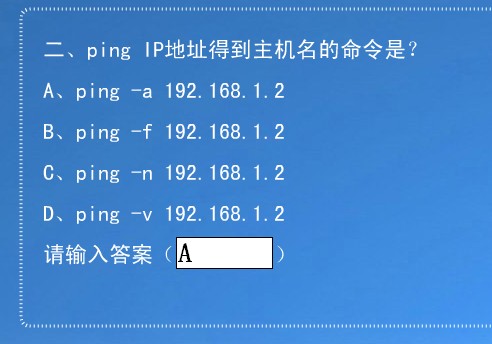 二、ping IP地址得到主机名的命令是?
A、ping -a 192.168.1.2
B、ping -f 192.168.1.2
C、ping -n 192.168.1.2
D、ping -v 192.168.1.2
请输入答案（A）